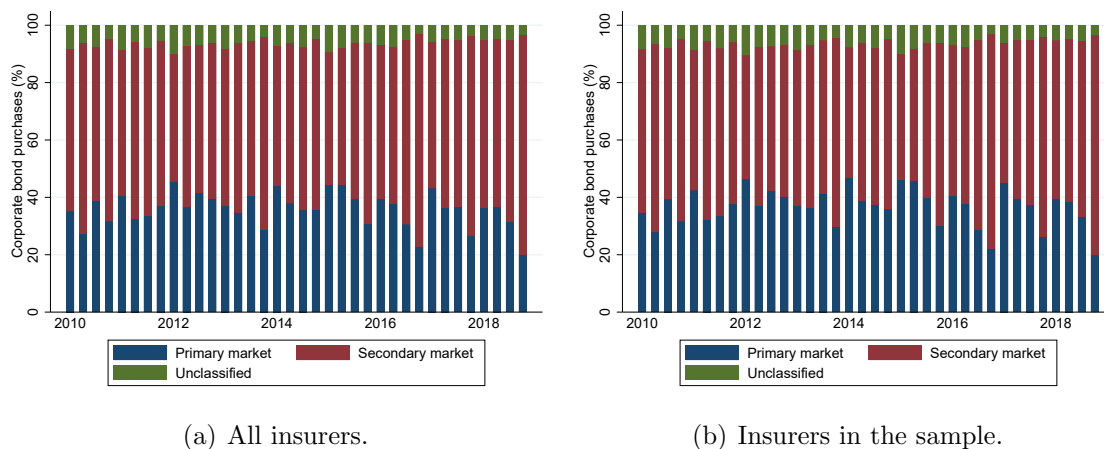 Corporate bond purchases (%)
100
80
60
40
20
0
2010 2012 2014 2016 2018
Primary market Secondary market
Unclassified
(a) All insurers.
Corporate bond purchases (%)
100
80
60
40
20
0
2010 2012 2014 2016 2018
Primary market Secondary market
Unclassified
(b) Insurers in the sample.